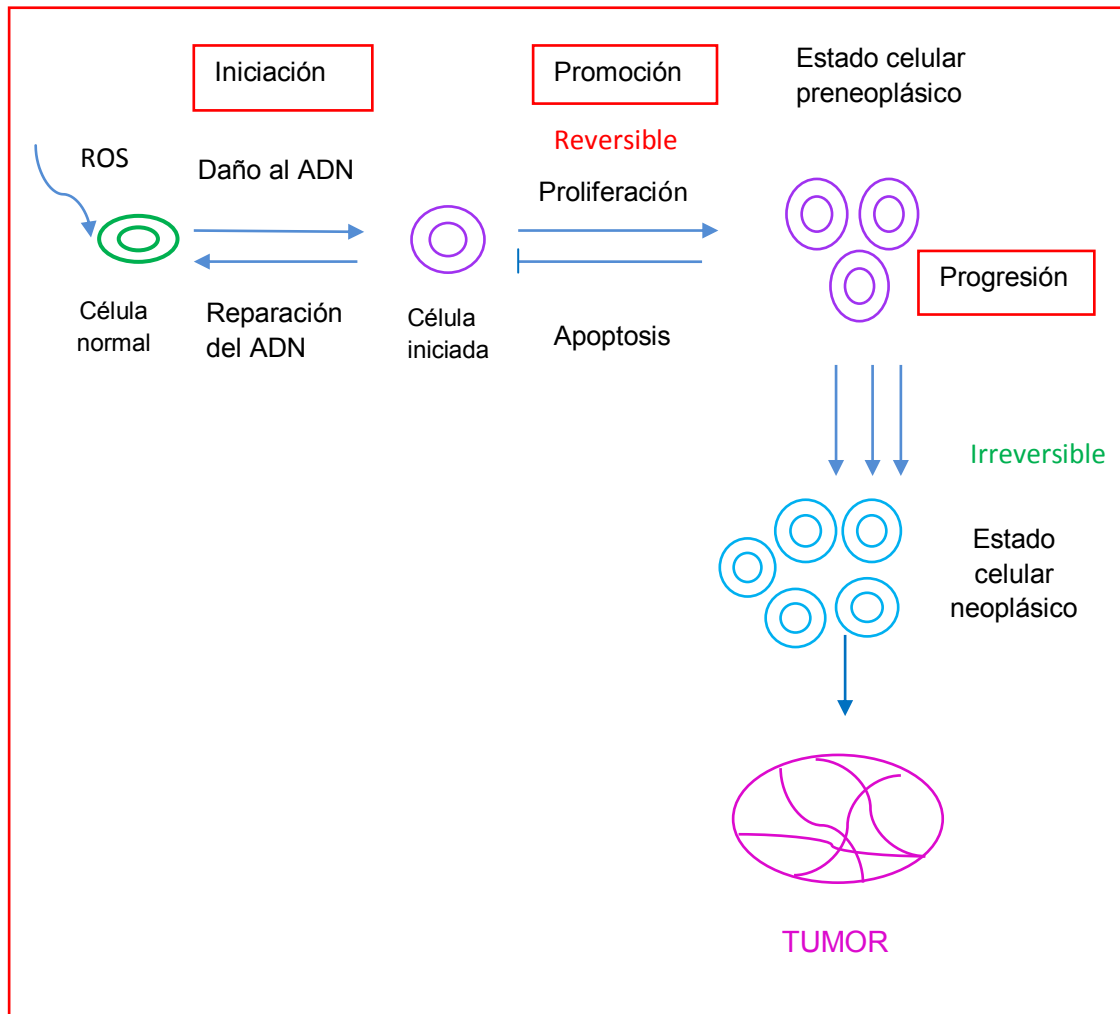 Iniciación
Promoción
Estado celular
preneoplásico
Reversible
ROS
Daño al ADN
Proliferación
Progresión
Célula
normal
Reparación
del ADN
Célula
iniciada
Apoptosis
Irreversible
Estado
celular
neoplásico
TUMOR